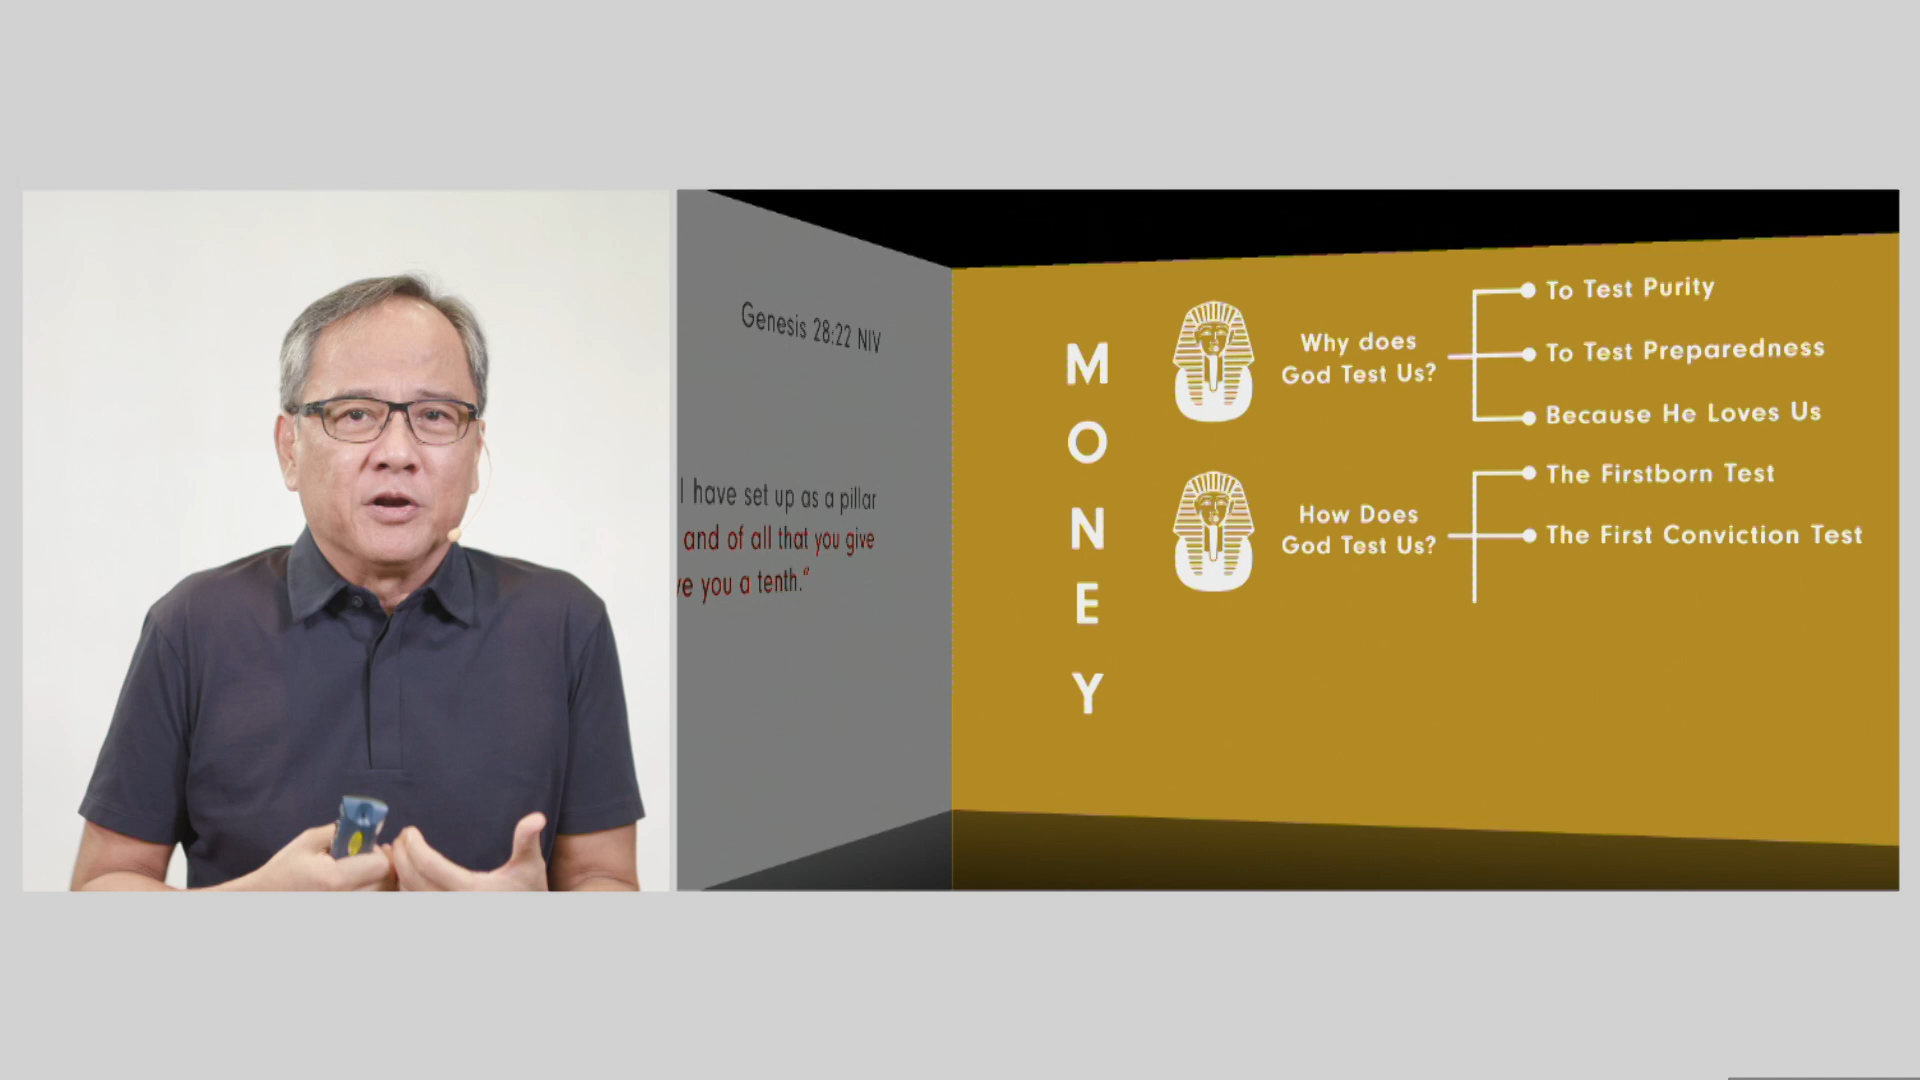 Genesis 28:22 NIV
I have set up as a pillar
and of all that you give
you a tenth."
MONEY
Why does
God Test Us?
To Test Purity
To Test Preparedness
Because He Loves Us
How Does
God Test Us?
The Firstborn Test
The First Conviction Test